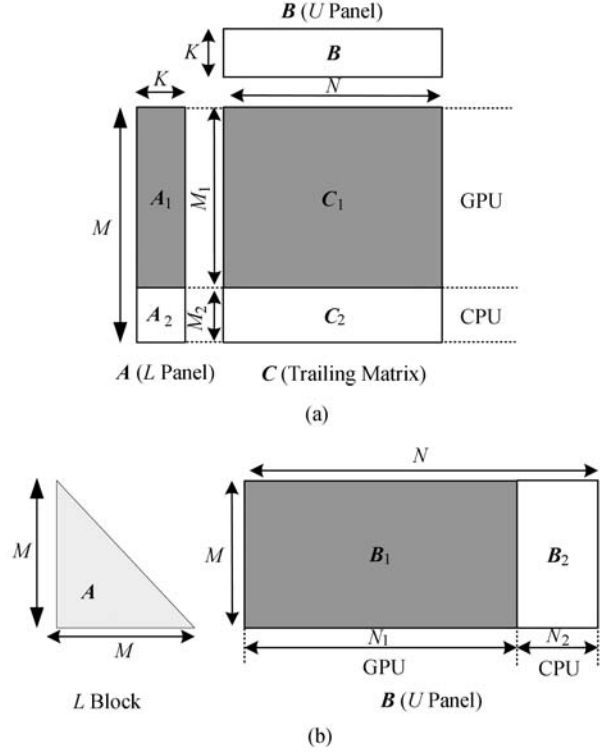 B (U Panel)
K
B
K
N
M
A₁
M₁
C₁
GPU
A₂
M₂
C₂
CPU
A (L Panel)
C (Trailing Matrix)
(a)
N
M
A
M
B₁
B₂
M
N₁
N₂
GPU
CPU
L Block
B (U Panel)
(b)